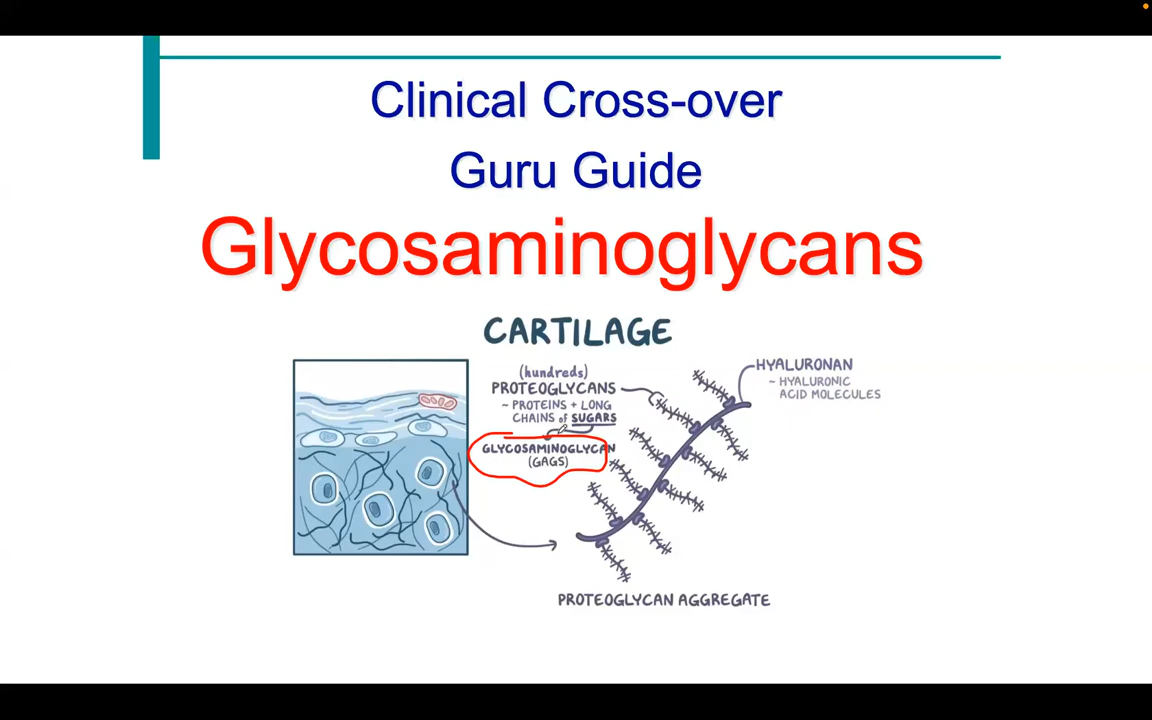 Clinical Cross-over
Guru Guide
Glycosaminoglycans
CARTILAGE
(hundreds)
PROTEOGLYCANS
~ PROTEINS + LONG
CHAINS of SUGARS
GLYCOSAMINOGLYCAN
(GAGS)
HYALURONAN
~ HYALURONIC
ACID MOLECULES
PROTEOGLYCAN AGGREGATE